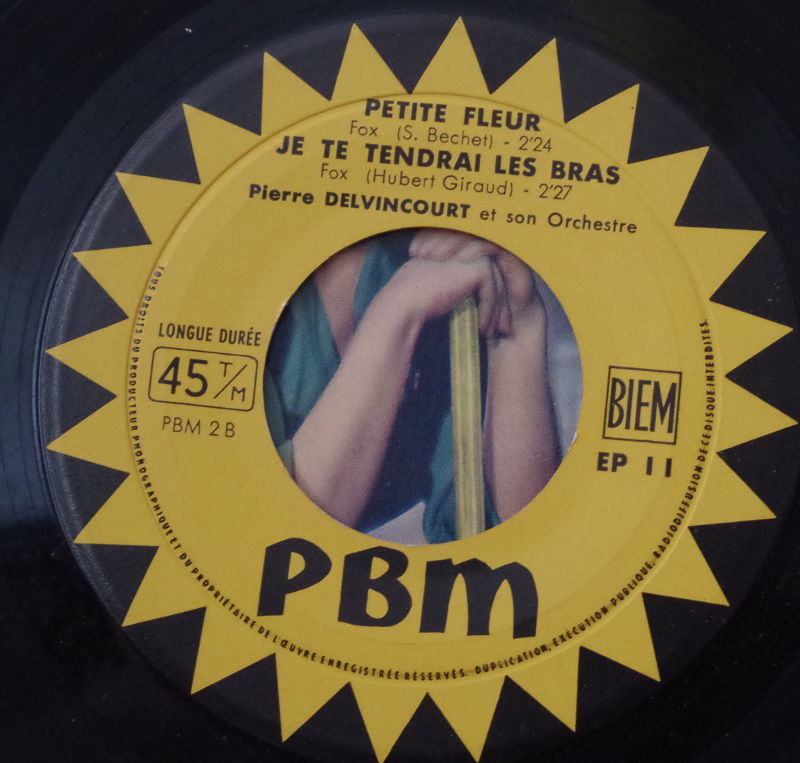 PETITE FLEUR
Fox (S. Bechet) - 2'24
JE TE TENDRAI LES BRAS
Fox (Hubert Giraud) - 2'27
Pierre DELVINCOURT et son Orchestre
LONGUE DURÉE
45 T/M
PBM 2 B
BIEM
EP 11
PBM
TOUS DROITS DU PRODUCTEUR PHONOGRAPHIQUE ET DU PROPRIÉTAIRE DE L'ŒUVRE ENREGISTRÉE RÉSERVÉS. DUPLICATION, EXÉCUTION PUBLIQUE, RADIODIFFUSION DE CE DISQUE INTERDITES.